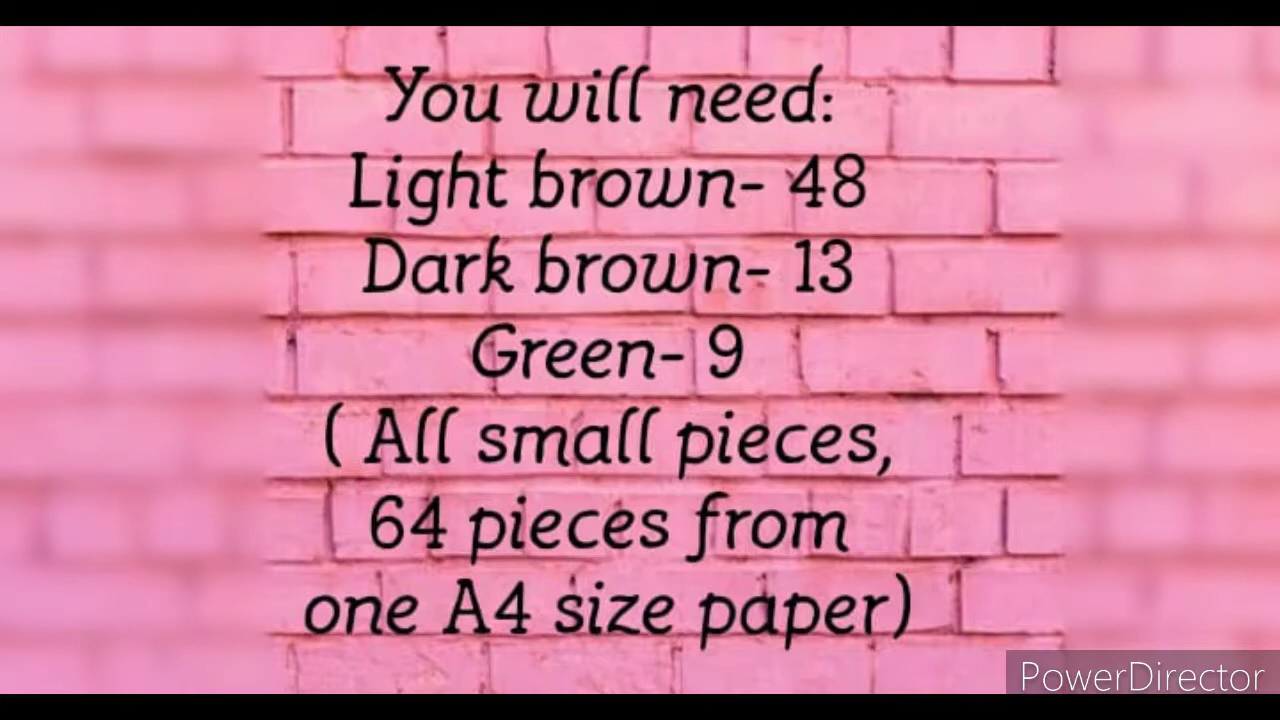 You will need:
Light brown- 48
Dark brown- 13
Green- 9
( All small pieces,
64 pieces from
one A4 size paper)
PowerDirector